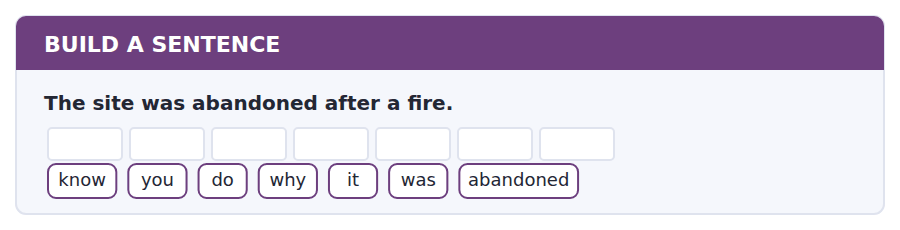 BUILD A SENTENCE
The site was abandoned after a fire.
know you do why it was abandoned